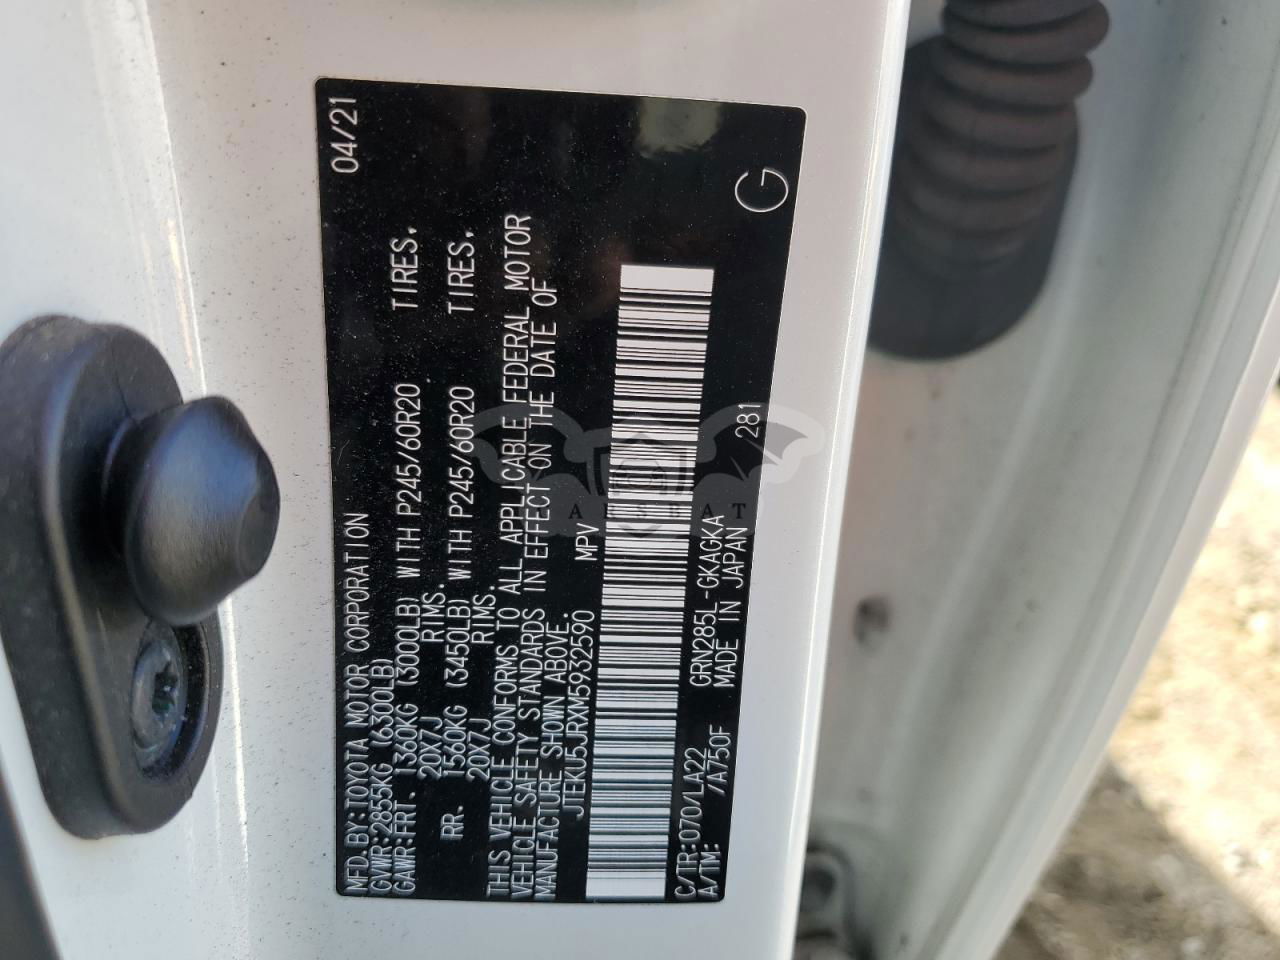 MFD. BY: TOYOTA MOTOR CORPORATION 04/21
GVWR: 2855KG (6300LB)
GAWR: FRT. 1360KG (3000LB) WITH P245/60R20 TIRES.
20X7J RIMS.
RR. 1560KG (3450LB) WITH P245/60R20 TIRES.
20X7J RIMS.
THIS VEHICLE CONFORMS TO ALL APPLICABLE FEDERAL MOTOR
VEHICLE SAFETY STANDARDS IN EFFECT ON THE DATE OF
MANUFACTURE SHOWN ABOVE.
JTEKU5JRXM5932590 MPV
C/TR: 070/LA22 GRN285L-GKAGKA G
A/TM: /A750F MADE IN JAPAN 281
CARSBAT